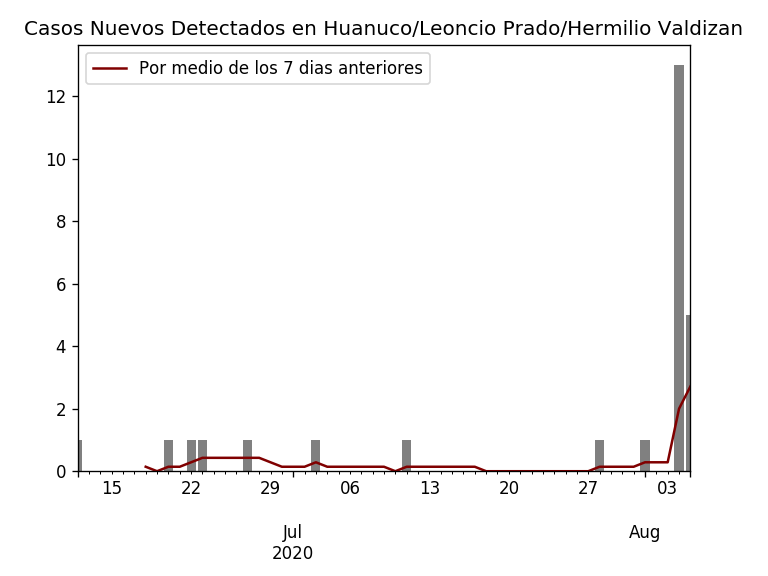 Casos Nuevos Detectados en Huanuco/Leoncio Prado/Hermilio Valdizan
Por medio de los 7 dias anteriores
12
10
8
6
4
2
0
15 22 29 06 13 20 27 03
Jul Aug
2020